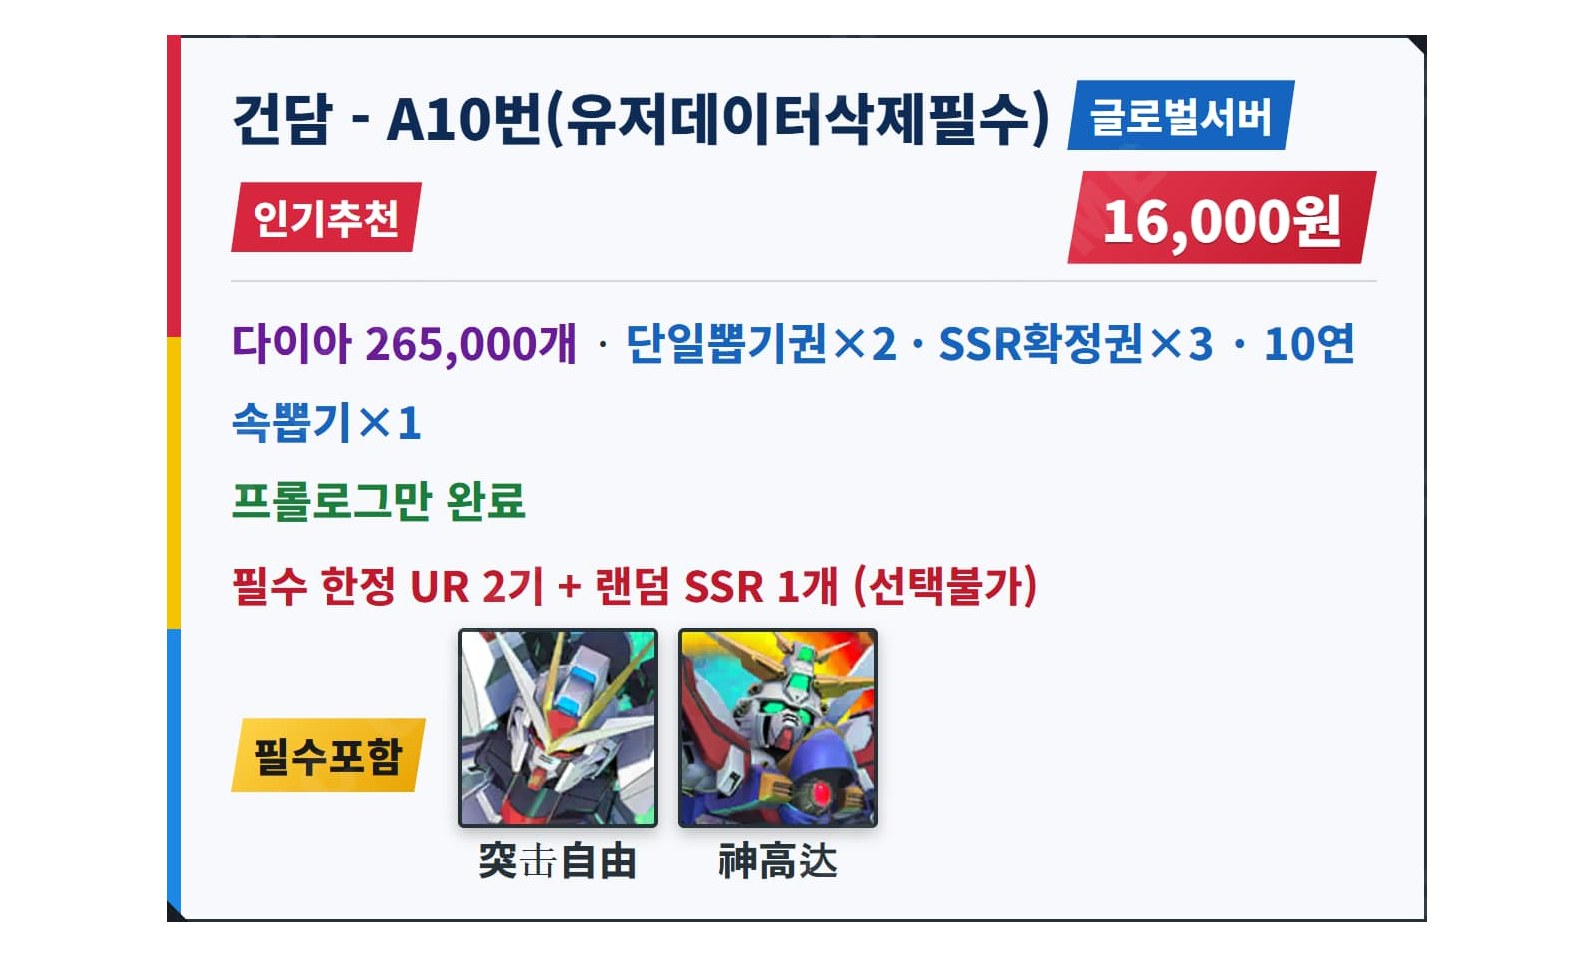 건담 - A10번(유저데이터삭제필수) 글로벌서버
인기추천 16,000원
다이아 265,000개 · 단일뽑기권×2 · SSR확정권×3 · 10연
속뽑기×1
프롤로그만 완료
필수 한정 UR 2기 + 랜덤 SSR 1개 (선택불가)
필수포함
突击自由 神高达